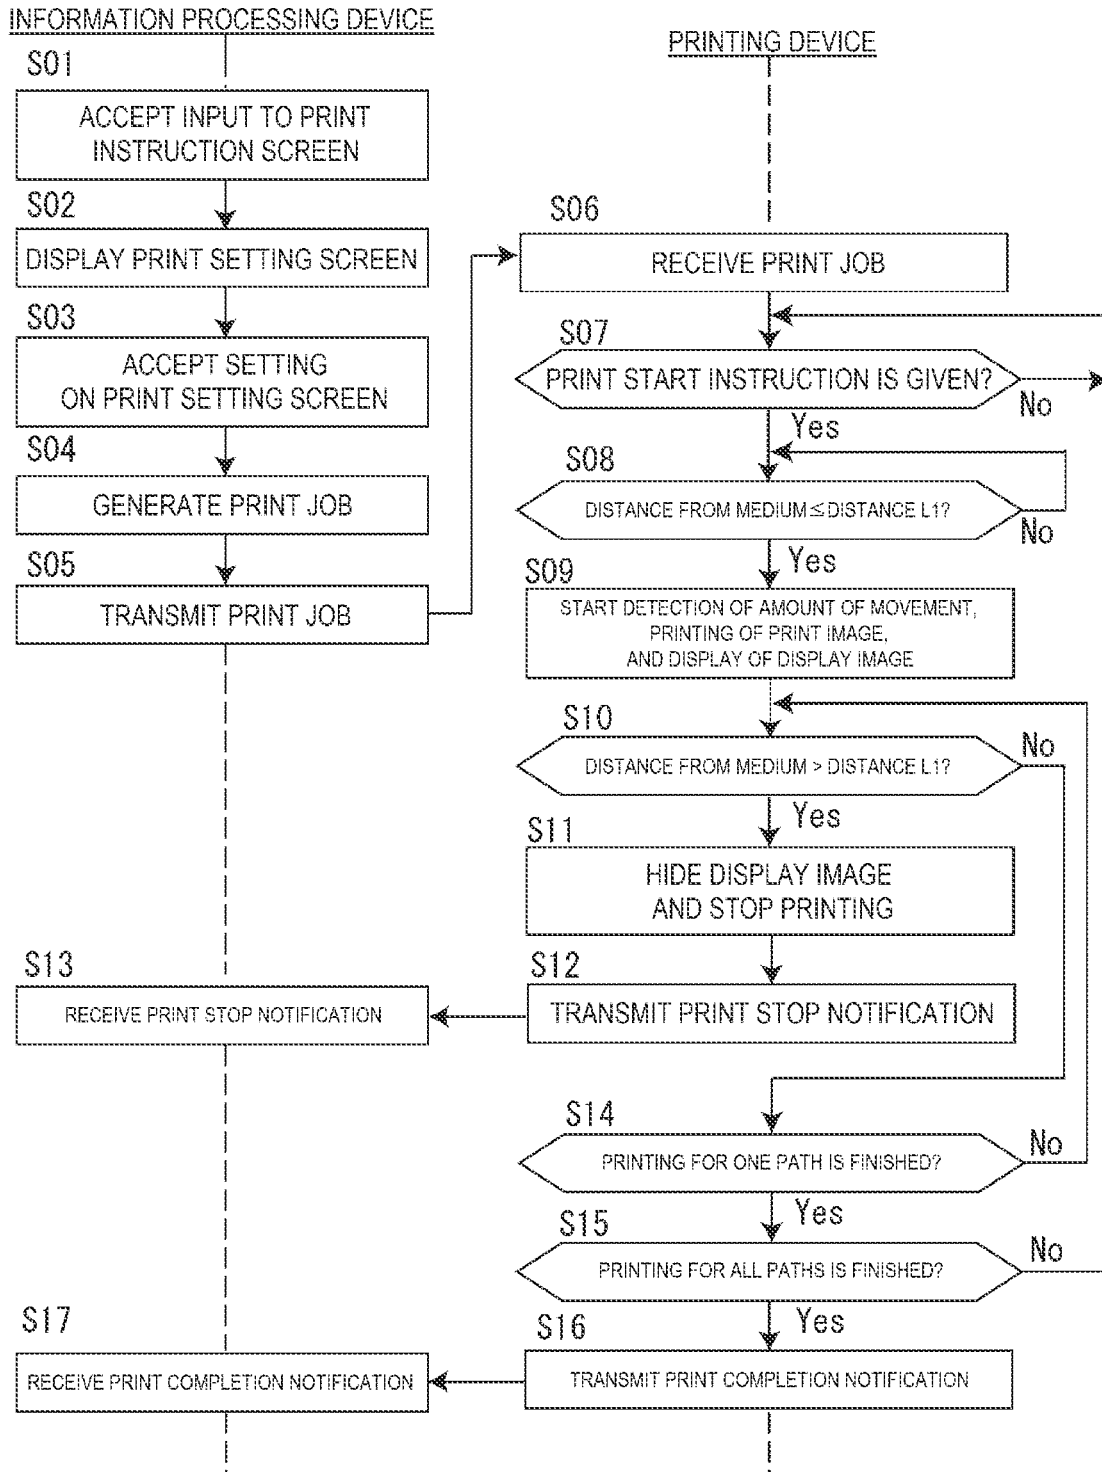 INFORMATION PROCESSING DEVICE
PRINTING DEVICE
S01
ACCEPT INPUT TO PRINT
INSTRUCTION SCREEN
S02
DISPLAY PRINT SETTING SCREEN
S03
ACCEPT SETTING
ON PRINT SETTING SCREEN
S04
GENERATE PRINT JOB
S05
TRANSMIT PRINT JOB
S06
RECEIVE PRINT JOB
S07
PRINT START INSTRUCTION IS GIVEN?
No
Yes
S08
DISTANCE FROM MEDIUM ≤ DISTANCE L1?
No
Yes
S09
START DETECTION OF AMOUNT OF MOVEMENT,
PRINTING OF PRINT IMAGE,
AND DISPLAY OF DISPLAY IMAGE
S10
No
DISTANCE FROM MEDIUM > DISTANCE L1?
Yes
S11
HIDE DISPLAY IMAGE
AND STOP PRINTING
S12
TRANSMIT PRINT STOP NOTIFICATION
S13
RECEIVE PRINT STOP NOTIFICATION
S14
No
PRINTING FOR ONE PATH IS FINISHED?
Yes
S15
No
PRINTING FOR ALL PATHS IS FINISHED?
Yes
S16
TRANSMIT PRINT COMPLETION NOTIFICATION
S17
RECEIVE PRINT COMPLETION NOTIFICATION